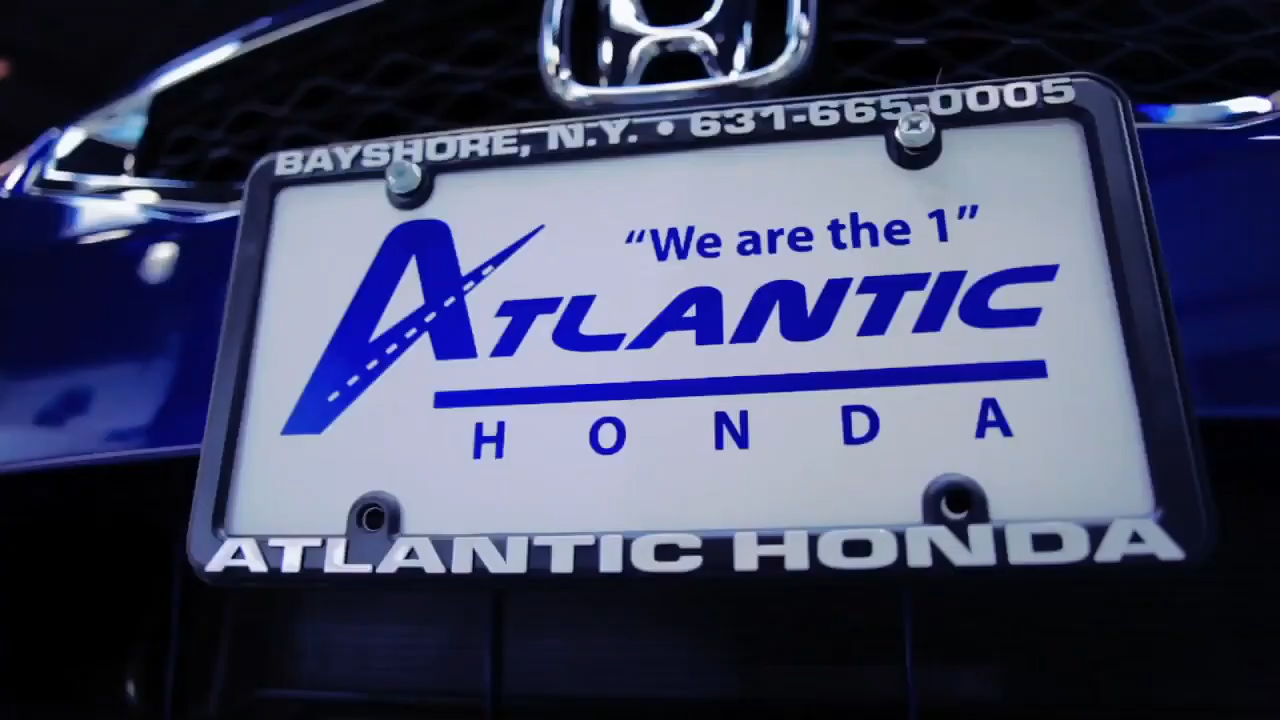 BAYSHORE, N.Y. • 631-665-0005
“We are the 1”
ATLANTIC
HONDA
ATLANTIC HONDA